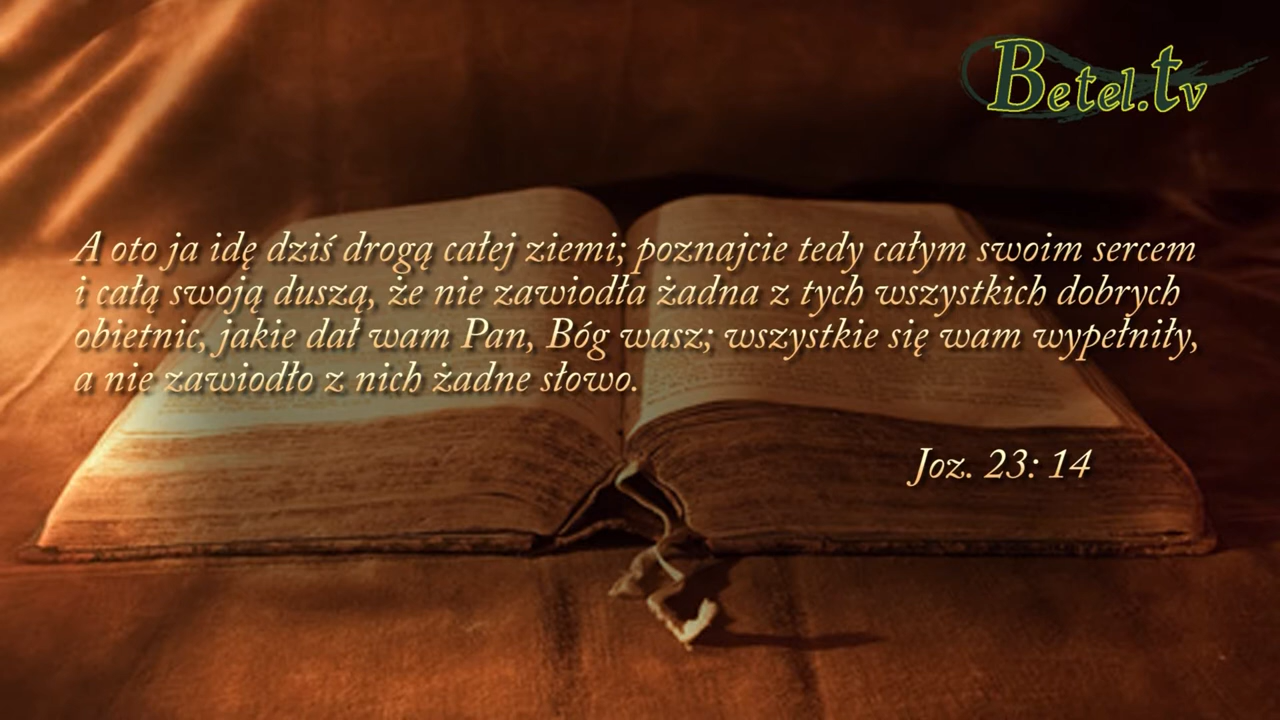 Betel.tv
A oto ja idę dziś drogą całej ziemi; poznajcie tedy całym swoim sercem
i całą swoją duszą, że nie zawiodła żadna z tych wszystkich dobrych
obietnic, jakie dał wam Pan, Bóg wasz; wszystkie się wam wypełniły,
a nie zawiodło z nich żadne słowo.
Joz. 23: 14